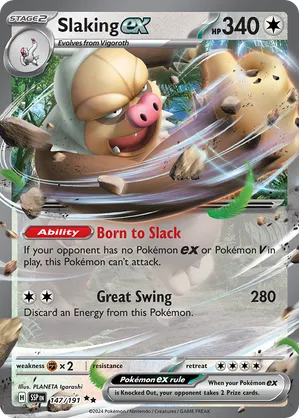 STAGE 2
Slaking ex
HP 340
Evolves from Vigoroth
Ability Born to Slack
If your opponent has no Pokémon ex or Pokémon V in
play, this Pokémon can't attack.
Great Swing 280
Discard an Energy from this Pokémon.
weakness × 2 resistance retreat
Pokémon ex rule When your Pokémon ex
is Knocked Out, your opponent takes 2 Prize cards.
Illus. PLANETA Igarashi
SSP EN 147/191
©2024 Pokémon / Nintendo / Creatures / GAME FREAK